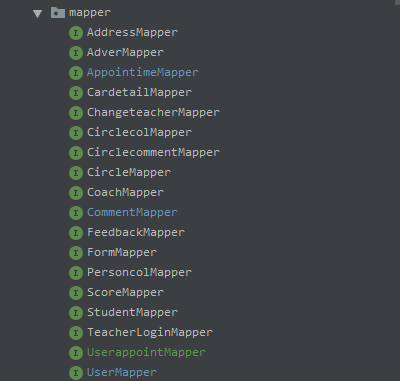 mapper
AddressMapper
AdverMapper
AppointimeMapper
CardetailMapper
ChangeteacherMapper
CirclecolMapper
CirclecommentMapper
CircleMapper
CoachMapper
CommentMapper
FeedbackMapper
FormMapper
PersoncolMapper
ScoreMapper
StudentMapper
TeacherLoginMapper
UserappointMapper
UserMapper